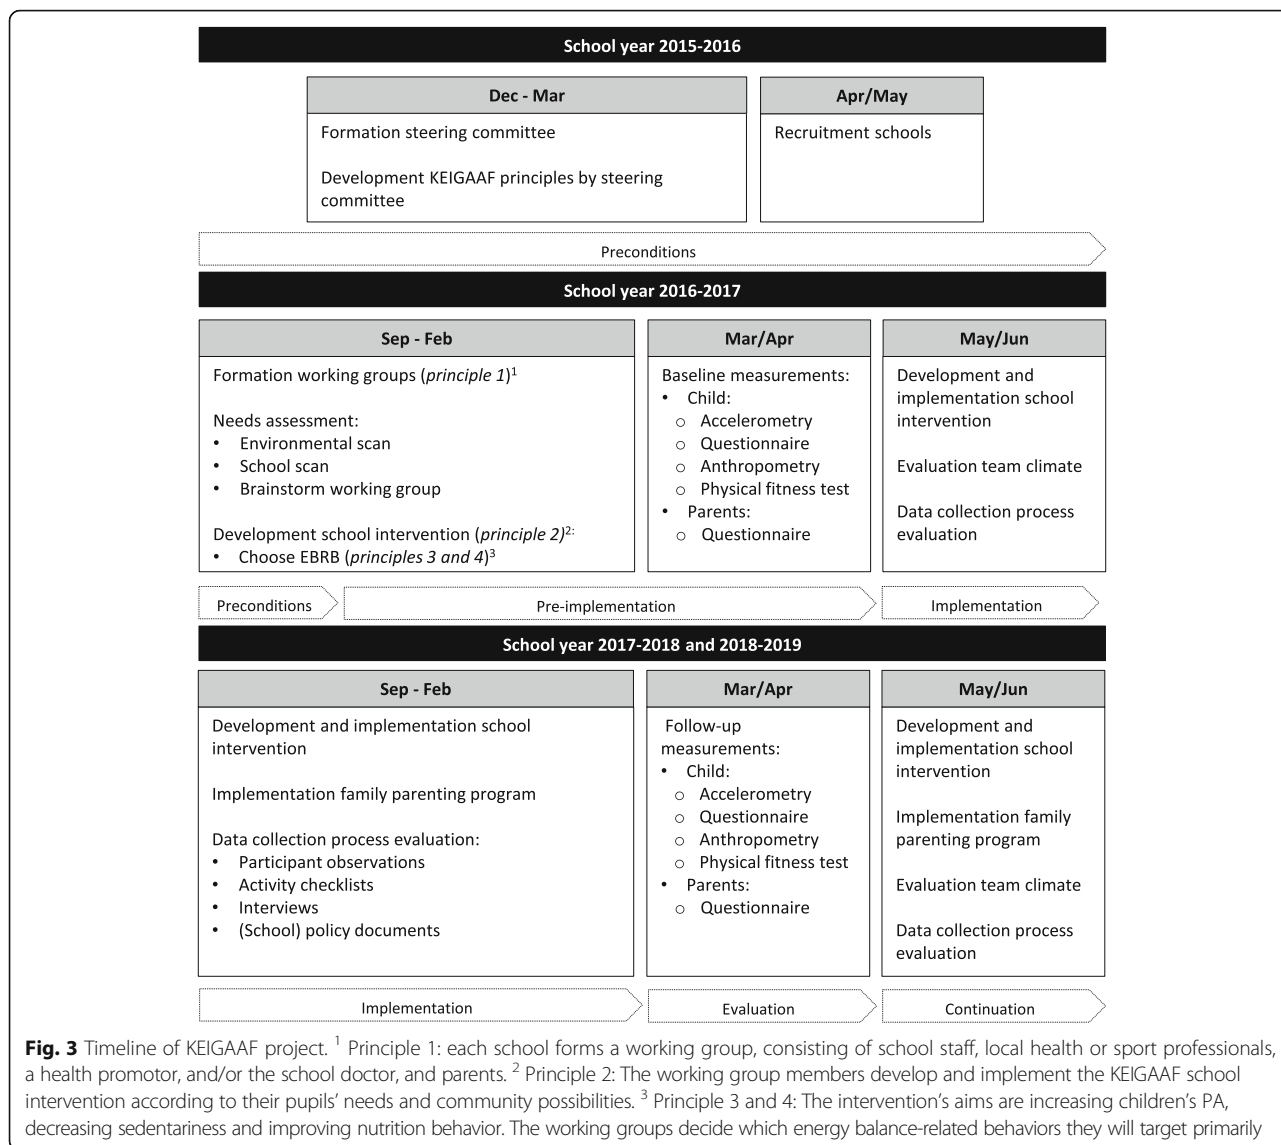 School year 2015-2016
Dec - Mar
Formation steering committee
Development KEIGAAF principles by steering
committee
Apr/May
Recruitment schools
Preconditions
School year 2016-2017
Sep - Feb
Formation working groups (principle 1)1
Needs assessment:
• Environmental scan
• School scan
• Brainstorm working group
Development school intervention (principle 2)2:
• Choose EBRB (principles 3 and 4)3
Mar/Apr
Baseline measurements:
• Child:
o Accelerometry
o Questionnaire
o Anthropometry
o Physical fitness test
• Parents:
o Questionnaire
May/Jun
Development and
implementation school
intervention
Evaluation team climate
Data collection process
evaluation
Preconditions
Pre-implementation
Implementation
School year 2017-2018 and 2018-2019
Sep - Feb
Development and implementation school
intervention
Implementation family parenting program
Data collection process evaluation:
• Participant observations
• Activity checklists
• Interviews
• (School) policy documents
Mar/Apr
Follow-up
measurements:
• Child:
o Accelerometry
o Questionnaire
o Anthropometry
o Physical fitness test
• Parents:
o Questionnaire
May/Jun
Development and
implementation school
intervention
Implementation family
parenting program
Evaluation team climate
Data collection process
evaluation
Implementation
Evaluation
Continuation
Fig. 3 Timeline of KEIGAAF project. 1 Principle 1: each school forms a working group, consisting of school staff, local health or sport professionals,
a health promotor, and/or the school doctor, and parents. 2 Principle 2: The working group members develop and implement the KEIGAAF school
intervention according to their pupils' needs and community possibilities. 3 Principle 3 and 4: The intervention's aims are increasing children's PA,
decreasing sedentariness and improving nutrition behavior. The working groups decide which energy balance-related behaviors they will target primarily